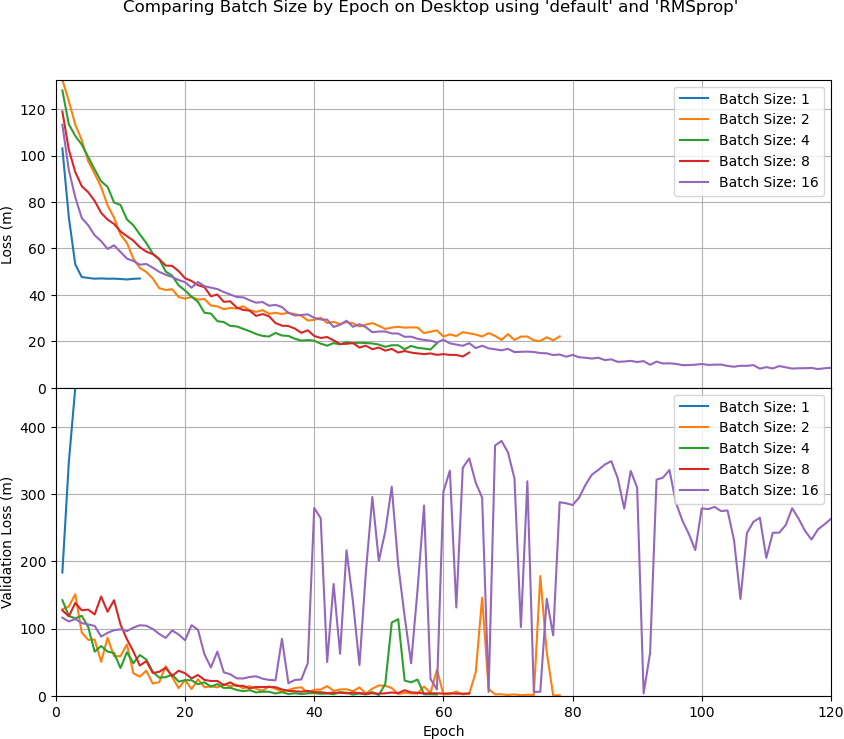 Comparing Batch Size by Epoch on Desktop using 'default' and 'RMSprop'
Loss (m)
120
100
80
60
40
20
0
Batch Size: 1
Batch Size: 2
Batch Size: 4
Batch Size: 8
Batch Size: 16
Validation Loss (m)
400
300
200
100
0
Batch Size: 1
Batch Size: 2
Batch Size: 4
Batch Size: 8
Batch Size: 16
0 20 40 60 80 100 120
Epoch